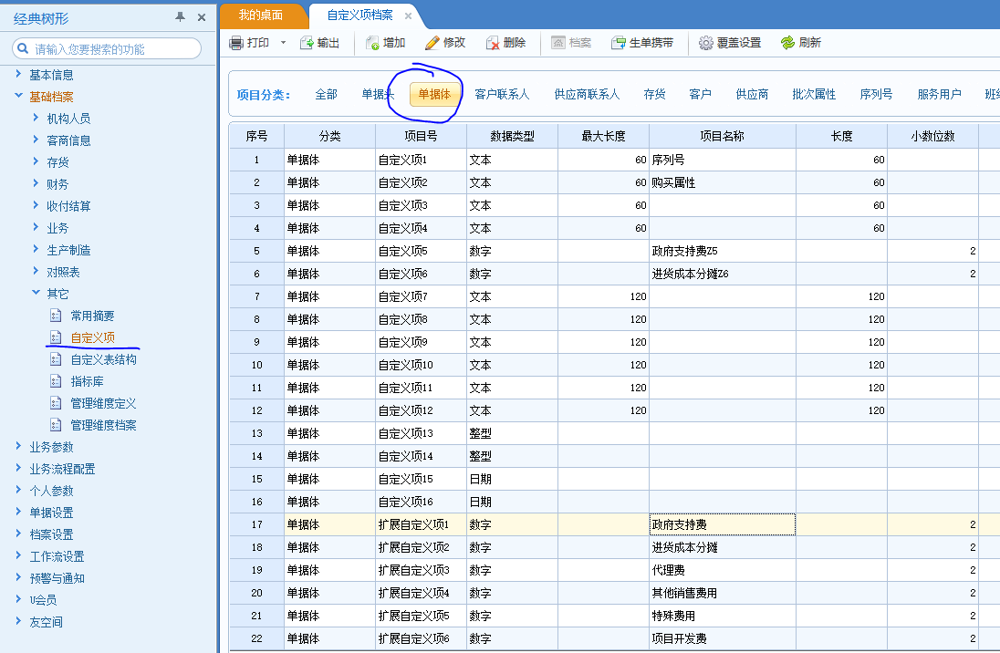 经典树形
请输入您要搜索的功能
基本信息
基础档案
机构人员
客商信息
存货
财务
收付结算
业务
生产制造
对照表
其它
常用摘要
自定义项
自定义表结构
指标库
管理维度定义
管理维度档案
业务参数
业务流程配置
个人参数
单据设置
档案设置
工作流设置
预警与通知
U会员
友空间
我的桌面 自定义项档案
打印 输出 增加 修改 删除 档案 生单携带 覆盖设置 刷新
项目分类： 全部 单据头 单据体 客户联系人 供应商联系人 存货 客户 供应商 批次属性 序列号 服务用户
序号 分类 项目号 数据类型 最大长度 项目名称 长度 小数位数
1 单据体 自定义项1 文本 60 序列号 60
2 单据体 自定义项2 文本 60 购买属性 60
3 单据体 自定义项3 文本 60 60
4 单据体 自定义项4 文本 60 60
5 单据体 自定义项5 数字 政府支持费Z5 2
6 单据体 自定义项6 数字 进货成本分摊Z6 2
7 单据体 自定义项7 文本 120 120
8 单据体 自定义项8 文本 120 120
9 单据体 自定义项9 文本 120 120
10 单据体 自定义项10 文本 120 120
11 单据体 自定义项11 文本 120 120
12 单据体 自定义项12 文本 120 120
13 单据体 自定义项13 整型
14 单据体 自定义项14 整型
15 单据体 自定义项15 日期
16 单据体 自定义项16 日期
17 单据体 扩展自定义项1 数字 政府支持费 2
18 单据体 扩展自定义项2 数字 进货成本分摊 2
19 单据体 扩展自定义项3 数字 代理费 2
20 单据体 扩展自定义项4 数字 其他销售费用 2
21 单据体 扩展自定义项5 数字 特殊费用 2
22 单据体 扩展自定义项6 数字 项目开发费 2